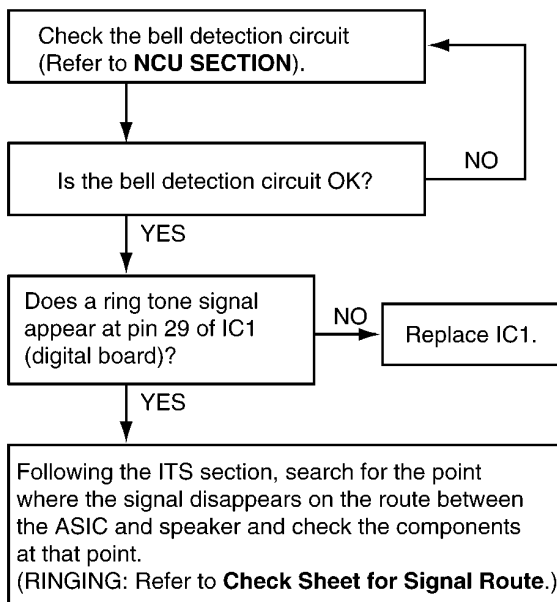 Check the bell detection circuit
(Refer to NCU SECTION).
NO
Is the bell detection circuit OK?
YES
Does a ring tone signal
appear at pin 29 of IC1
(digital board)?
NO
Replace IC1.
YES
Following the ITS section, search for the point
where the signal disappears on the route between
the ASIC and speaker and check the components
at that point.
(RINGING: Refer to Check Sheet for Signal Route.)